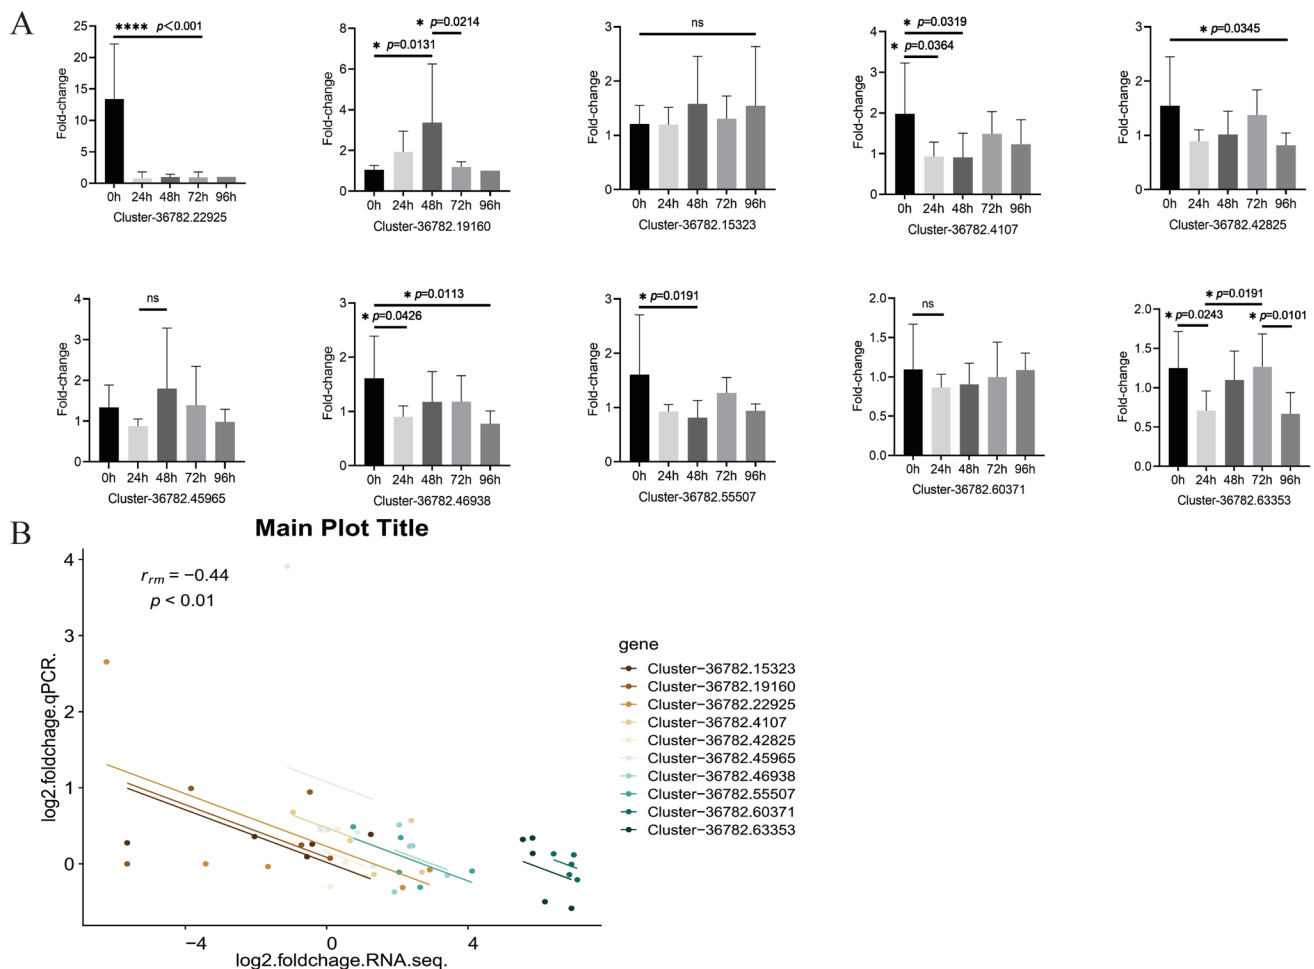 A
Fold-change
25
20
15
10
5
0
**** p<0.001
0h 24h 48h 72h 96h
Cluster-36782.22925
Fold-change
8
6
4
2
0
* p=0.0214
* p=0.0131
0h 24h 48h 72h 96h
Cluster-36782.19160
Fold-change
3
2
1
0
ns
0h 24h 48h 72h 96h
Cluster-36782.15323
Fold-change
4
3
2
1
0
* p=0.0319
* p=0.0364
0h 24h 48h 72h 96h
Cluster-36782.4107
Fold-change
3
2
1
0
* p=0.0345
0h 24h 48h 72h 96h
Cluster-36782.42825
Fold-change
4
3
2
1
0
ns
0h 24h 48h 72h 96h
Cluster-36782.45965
Fold-change
3
2
1
0
* p=0.0113
* p=0.0426
0h 24h 48h 72h 96h
Cluster-36782.46938
Fold-change
3
2
1
0
* p=0.0191
0h 24h 48h 72h 96h
Cluster-36782.55507
Fold-change
2.0
1.5
1.0
0.5
0.0
ns
0h 24h 48h 72h 96h
Cluster-36782.60371
Fold-change
2.0
1.5
1.0
0.5
0.0
* p=0.0191
* p=0.0243 * p=0.0101
0h 24h 48h 72h 96h
Cluster-36782.63353
B
Main Plot Title
r_rm = −0.44
p < 0.01
log2.foldchage.qPCR.
4
3
2
1
0
−4 0 4
log2.foldchage.RNA.seq.
gene
Cluster−36782.15323
Cluster−36782.19160
Cluster−36782.22925
Cluster−36782.4107
Cluster−36782.42825
Cluster−36782.45965
Cluster−36782.46938
Cluster−36782.55507
Cluster−36782.60371
Cluster−36782.63353